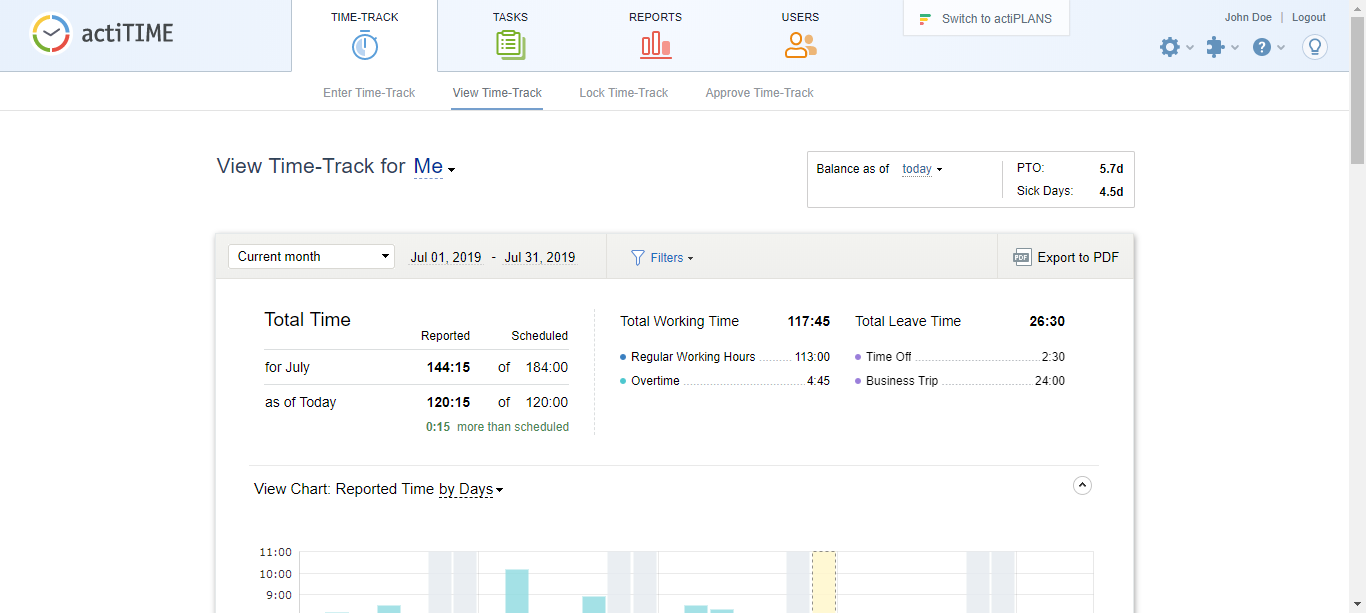 actiTIME
TIME-TRACK
TASKS
REPORTS
USERS
Switch to actiPLANS
John Doe | Logout
?
Enter Time-Track
View Time-Track
Lock Time-Track
Approve Time-Track
View Time-Track for Me
Balance as of today
PTO: 5.7d
Sick Days: 4.5d
Current month
Jul 01, 2019 - Jul 31, 2019
Filters
PDF
Export to PDF
Total Time
Reported Scheduled
for July 144:15 of 184:00
as of Today 120:15 of 120:00
0:15 more than scheduled
Total Working Time 117:45
Regular Working Hours 113:00
Overtime 4:45
Total Leave Time 26:30
Time Off 2:30
Business Trip 24:00
View Chart: Reported Time by Days
11:00
10:00
9:00